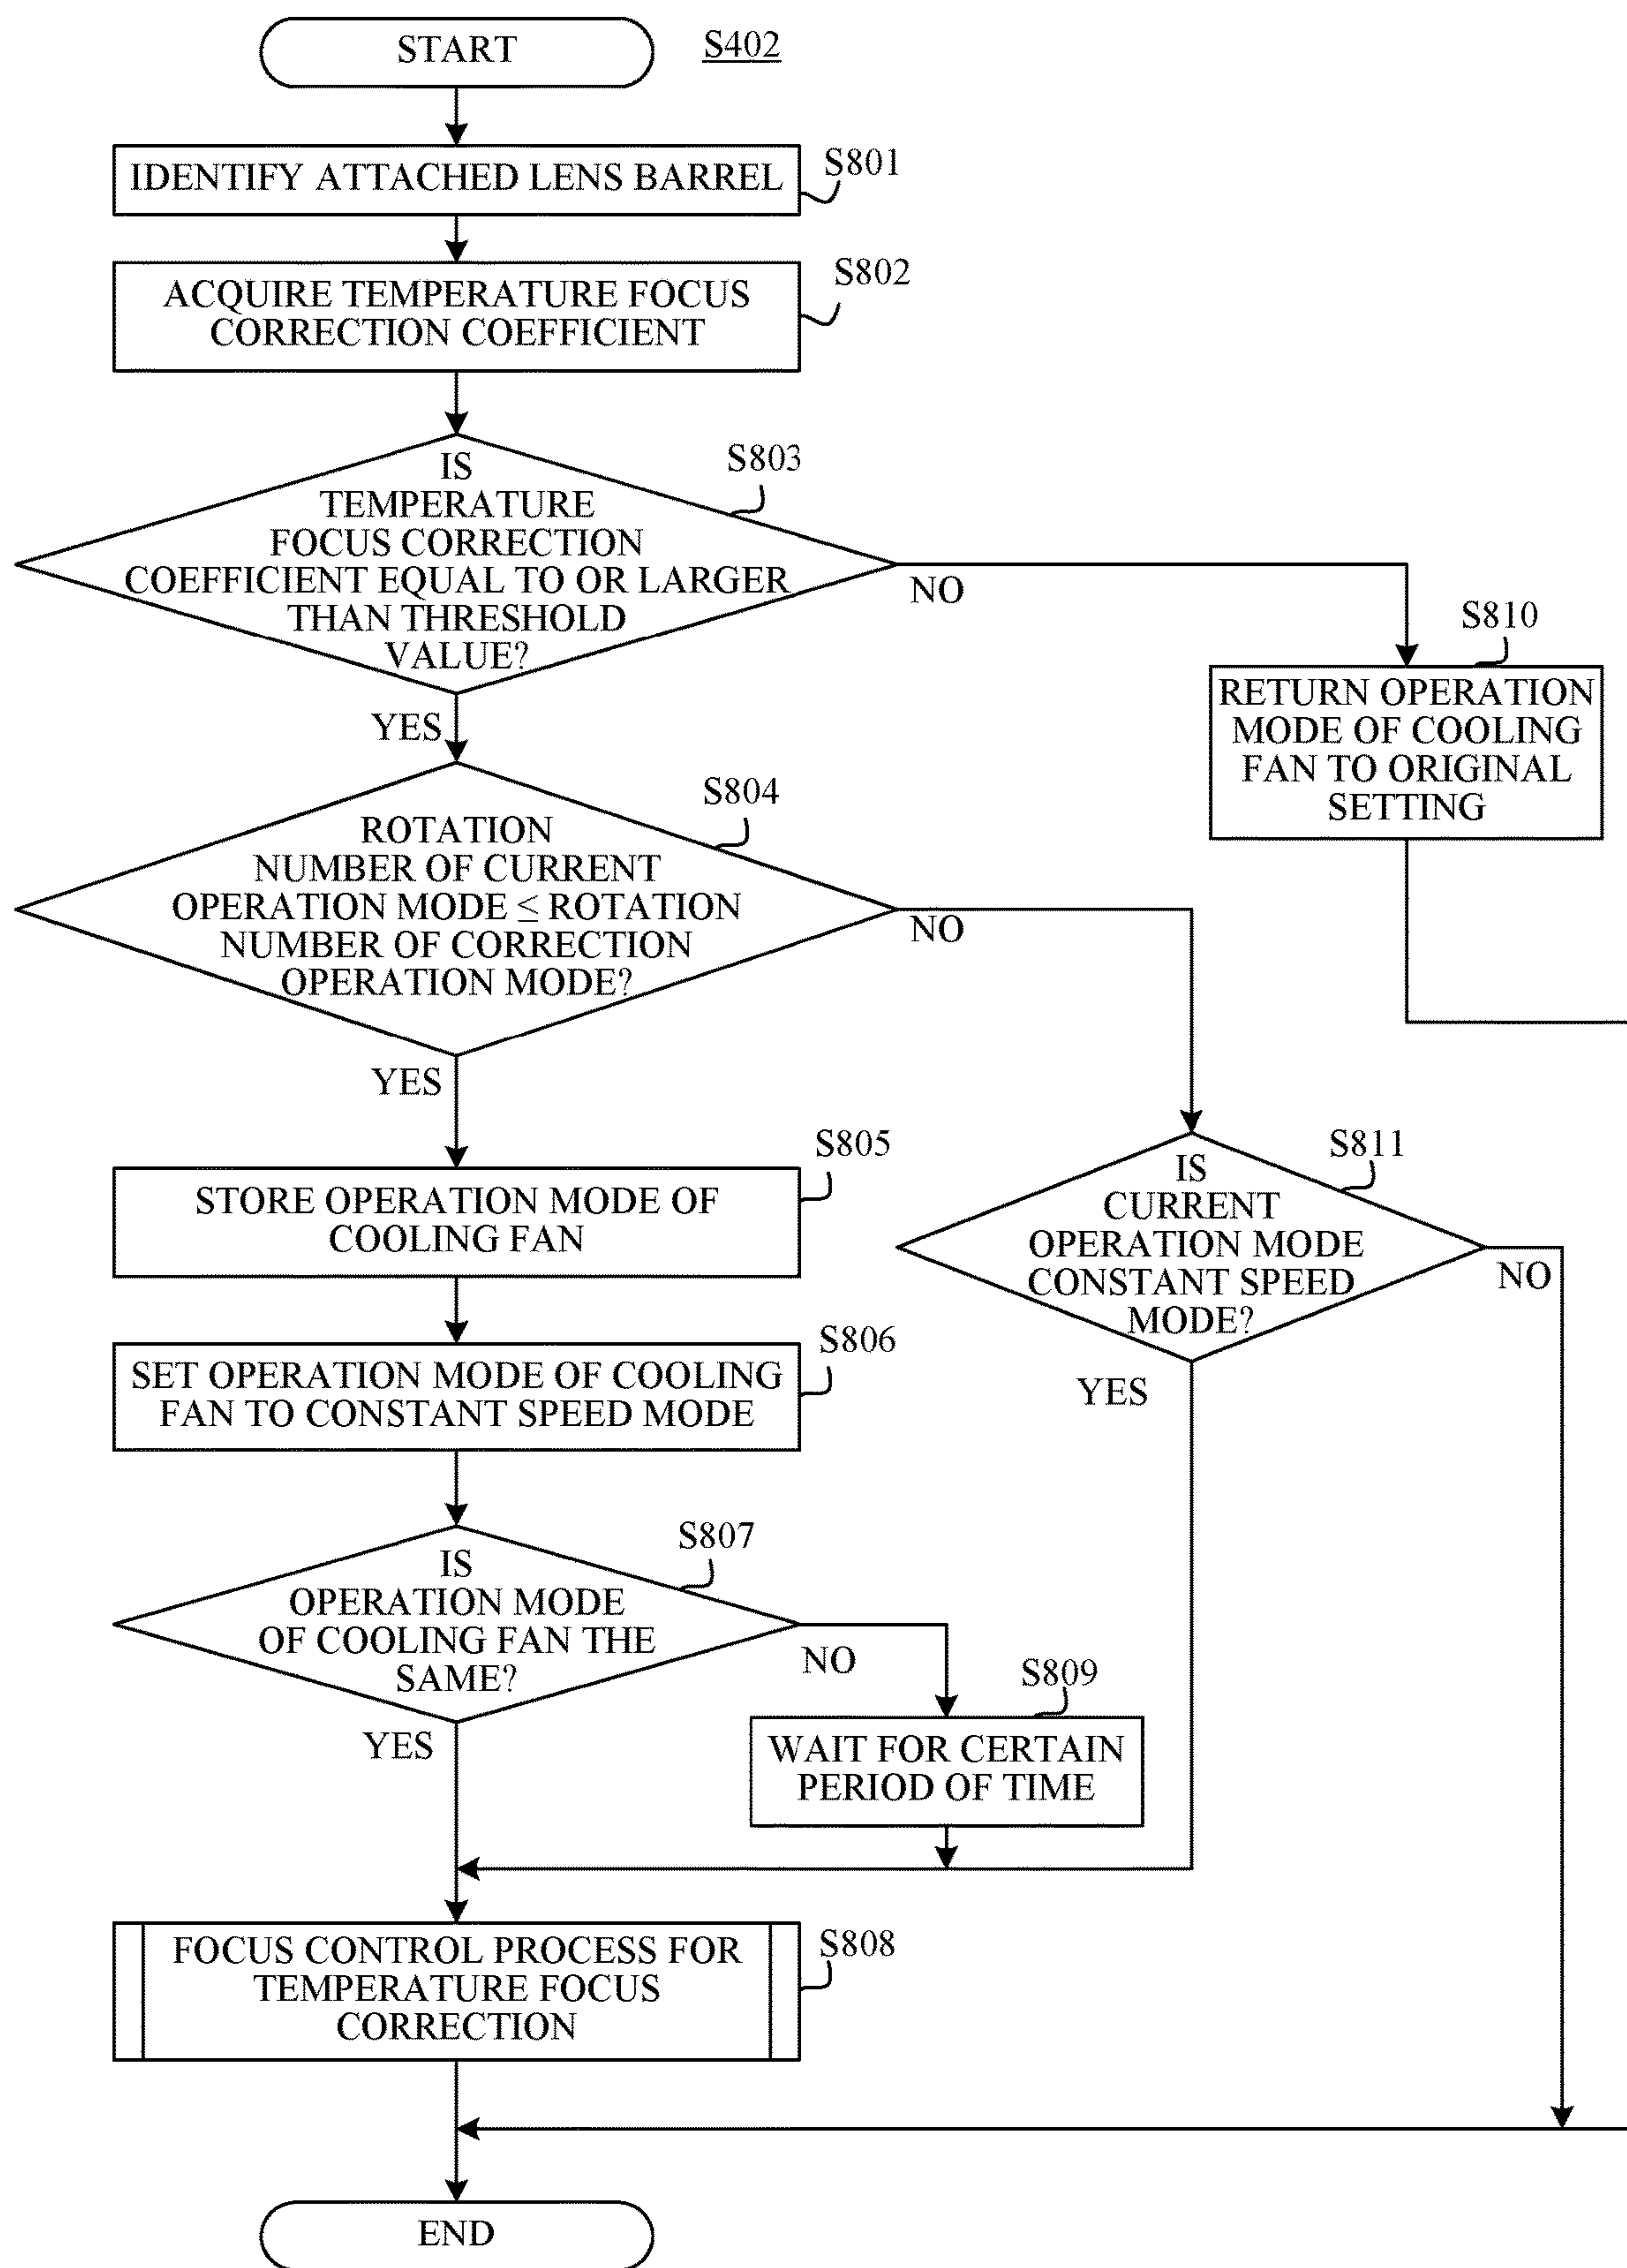 START
S402
IDENTIFY ATTACHED LENS BARREL
S801
ACQUIRE TEMPERATURE FOCUS
CORRECTION COEFFICIENT
S802
IS
TEMPERATURE
FOCUS CORRECTION
COEFFICIENT EQUAL TO OR LARGER
THAN THRESHOLD
VALUE?
S803
NO
YES
S810
RETURN OPERATION
MODE OF COOLING
FAN TO ORIGINAL
SETTING
ROTATION
NUMBER OF CURRENT
OPERATION MODE ≤ ROTATION
NUMBER OF CORRECTION
OPERATION MODE?
S804
NO
YES
STORE OPERATION MODE OF
COOLING FAN
S805
IS
CURRENT
OPERATION MODE
CONSTANT SPEED
MODE?
S811
NO
YES
SET OPERATION MODE OF COOLING
FAN TO CONSTANT SPEED MODE
S806
IS
OPERATION MODE
OF COOLING FAN THE
SAME?
S807
NO
YES
S809
WAIT FOR CERTAIN
PERIOD OF TIME
FOCUS CONTROL PROCESS FOR
TEMPERATURE FOCUS
CORRECTION
S808
END